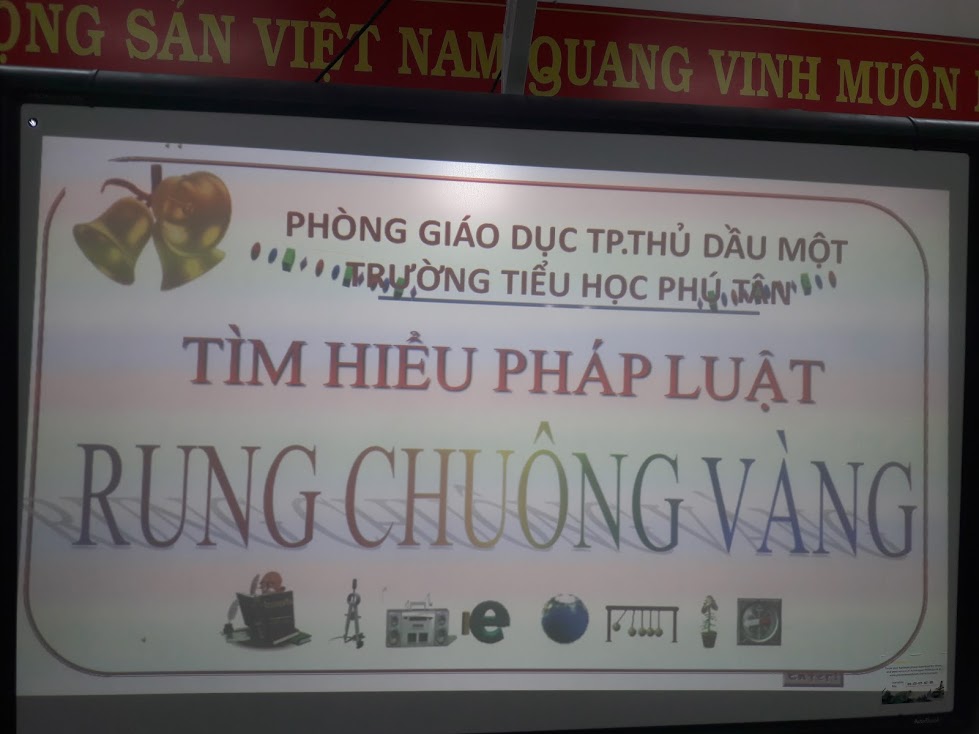 ỘNG SẢN VIỆT NAM QUANG VINH MUÔN
PHÒNG GIÁO DỤC TP.THỦ DẦU MỘT
TRƯỜNG TIỂU HỌC PHÚ TÂN
TÌM HIỂU PHÁP LUẬT
RUNG CHUÔNG VÀNG